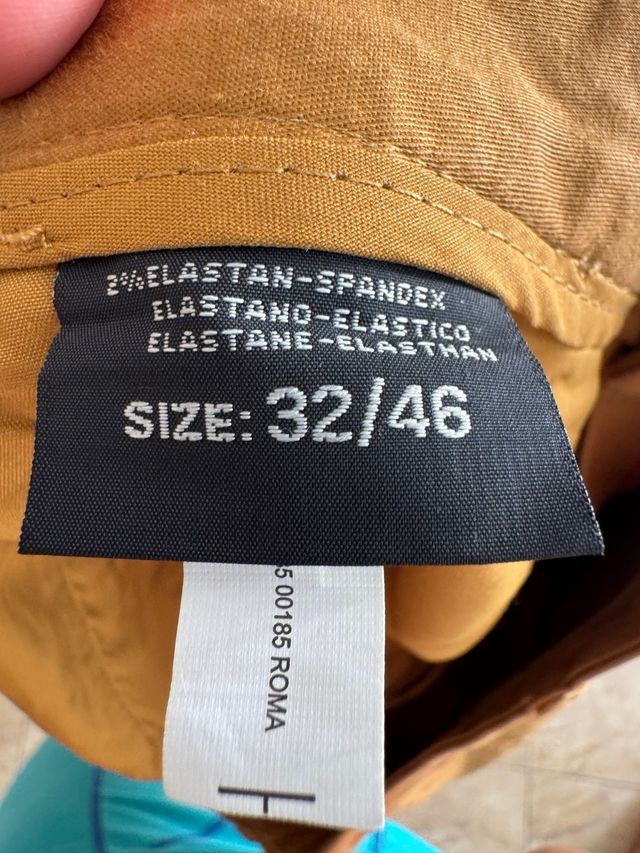 2% ELASTAN-SPANDEX
ELASTANO-ELASTICO
ELASTANE-ELASTHAN
SIZE: 32/46
5 00185 ROMA